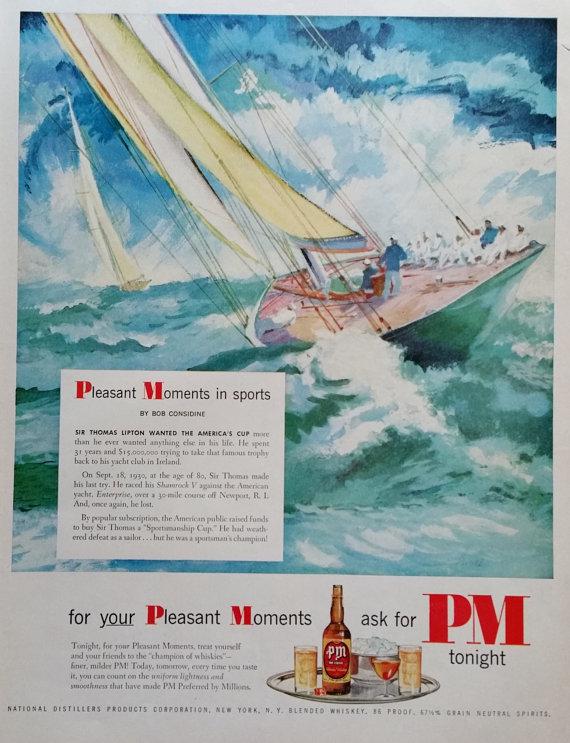 Pleasant Moments in sports
BY BOB CONSIDINE
SIR THOMAS LIPTON WANTED THE AMERICA'S CUP more
than he ever wanted anything else in his life. He spent
31 years and $15,000,000 trying to take that famous trophy
back to his yacht club in Ireland.
On Sept. 18, 1930, at the age of 80, Sir Thomas made
his last try. He raced his Shamrock V against the American
yacht, Enterprise, over a 30-mile course off Newport, R. I.
And, once again, he lost.
By popular subscription, the American public raised funds
to buy Sir Thomas a "Sportsmanship Cup." He had weath-
ered defeat as a sailor . . . but he was a sportsman's champion!
for your Pleasant Moments ask for PM
tonight
Tonight, for your Pleasant Moments, treat yourself
and your friends to the "champion of whiskies"—
finer, milder PM! Today, tomorrow, every time you taste
it, you can count on the uniform lightness and
smoothness that have made PM Preferred by Millions.
pm
NATIONAL DISTILLERS PRODUCTS CORPORATION, NEW YORK, N. Y. BLENDED WHISKEY. 86 PROOF. 67½% GRAIN NEUTRAL SPIRITS.